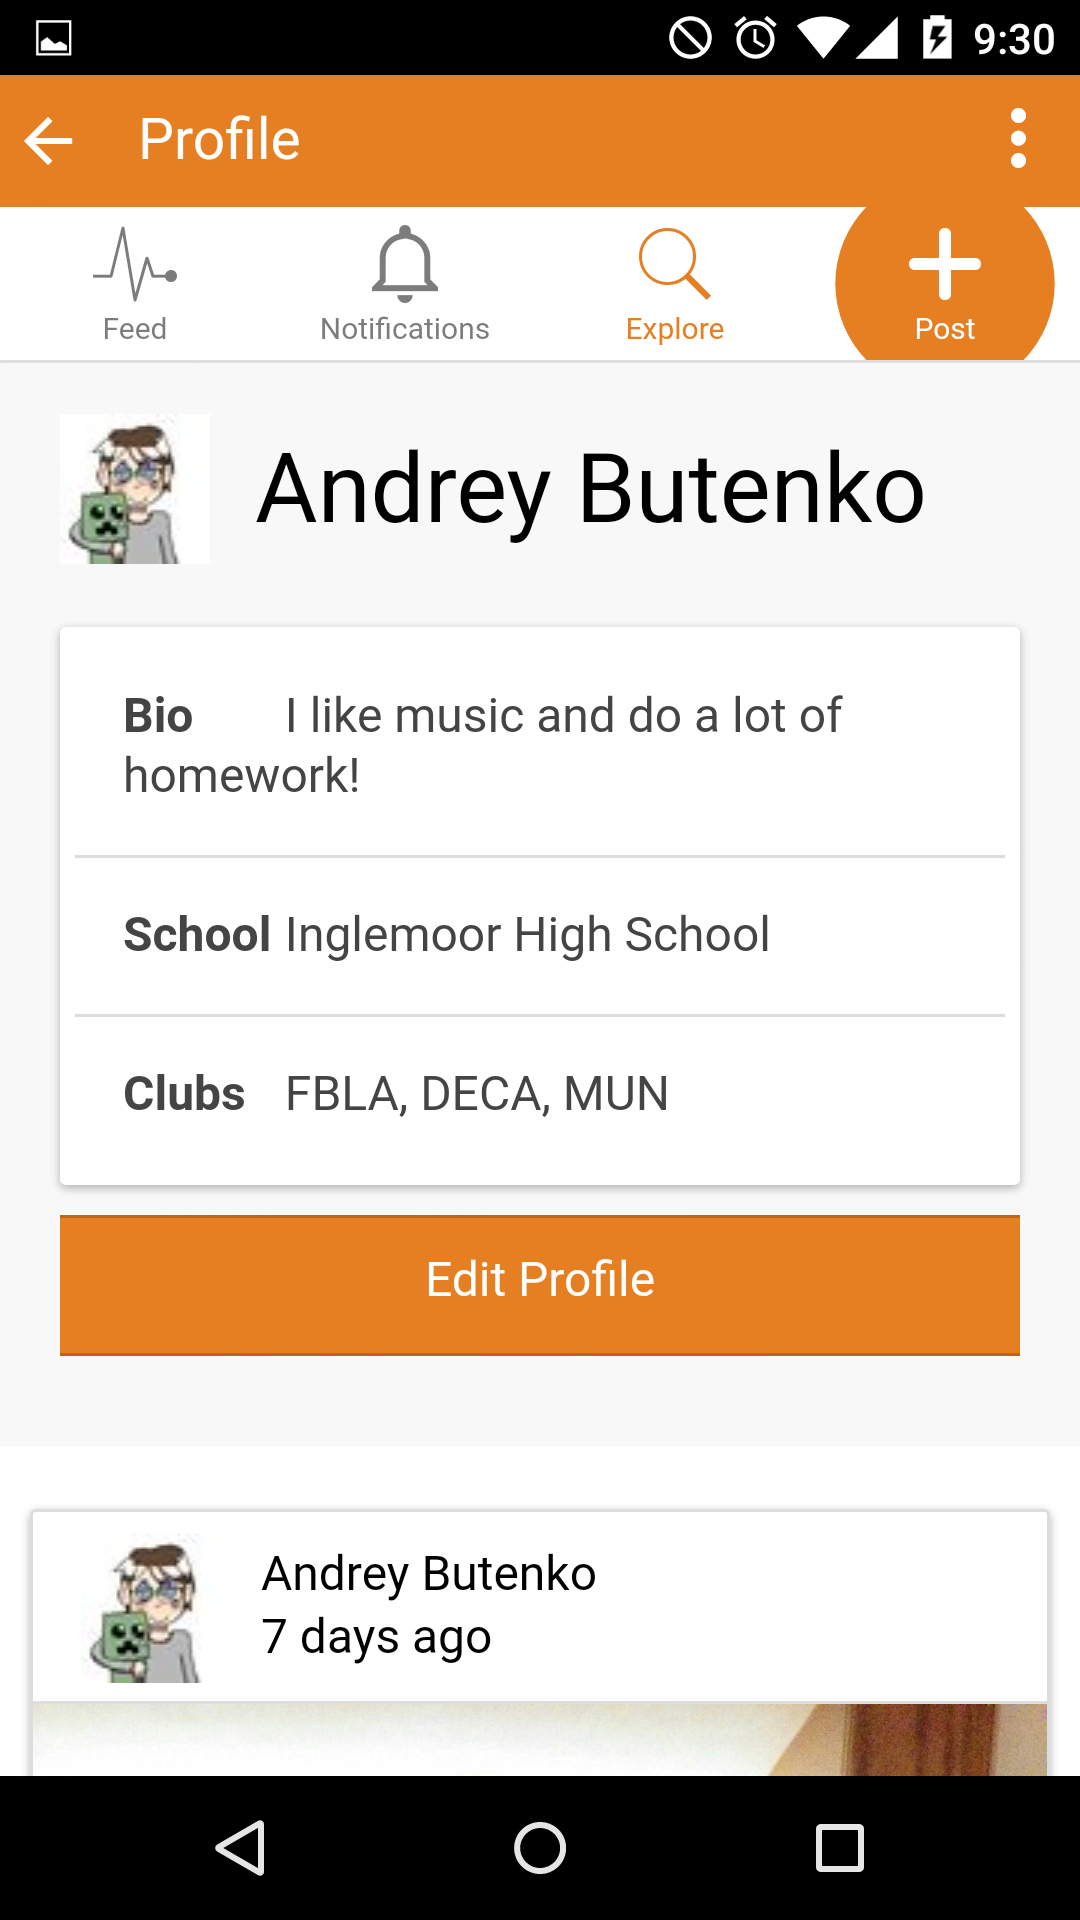 9:30
Profile
Feed
Notifications
Explore
Post
Andrey Butenko
Bio I like music and do a lot of
homework!
School Inglemoor High School
Clubs FBLA, DECA, MUN
Edit Profile
Andrey Butenko
7 days ago